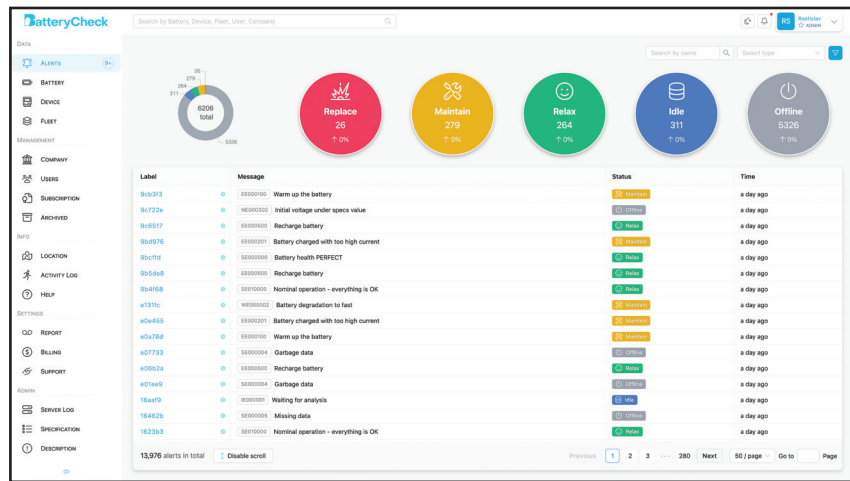 BatteryCheck
Search by Battery, Device, Fleet, User, Company
RS
Rastislav
ADMIN
DATA
ALERTS
9+
BATTERY
DEVICE
FLEET
MANAGEMENT
COMPANY
USERS
SUBSCRIPTION
ARCHIVED
INFO
LOCATION
ACTIVITY LOG
HELP
SETTINGS
REPORT
BILLING
SUPPORT
ADMIN
SERVER LOG
SPECIFICATION
DESCRIPTION
Search by name
Select type
26
279
264
311
6206
total
5326
Replace
26
↑ 0%
Maintain
279
↑ 0%
Relax
264
↑ 0%
Idle
311
↑ 0%
Offline
5326
↑ 0%
Label Message Status Time
9cb3f3 EE000100 Warm up the battery Maintain a day ago
9c722e NE000302 Initial voltage under specs value Offline a day ago
9c6517 EE000500 Recharge battery Relax a day ago
9bd976 EE000201 Battery charged with too high current Maintain a day ago
9bcffd SE000000 Battery health PERFECT Relax a day ago
9b5de8 EE000500 Recharge battery Relax a day ago
9b4f68 SE010000 Nominal operation - everything is OK Relax a day ago
e131fc WE000002 Battery degradation to fast Maintain a day ago
e0e455 EE000201 Battery charged with too high current Maintain a day ago
e0a78d EE000100 Warm up the battery Maintain a day ago
e07733 SE000004 Garbage data Offline a day ago
e06b2a EE000500 Recharge battery Relax a day ago
e01ee9 SE000004 Garbage data Offline a day ago
16aaf9 IE000001 Waiting for analysis Idle a day ago
16462b SE000005 Missing data Offline a day ago
1623b3 SE010000 Nominal operation - everything is OK Relax a day ago
13,976 alerts in total Disable scroll Previous 1 2 3 ··· 280 Next 50 / page Go to Page